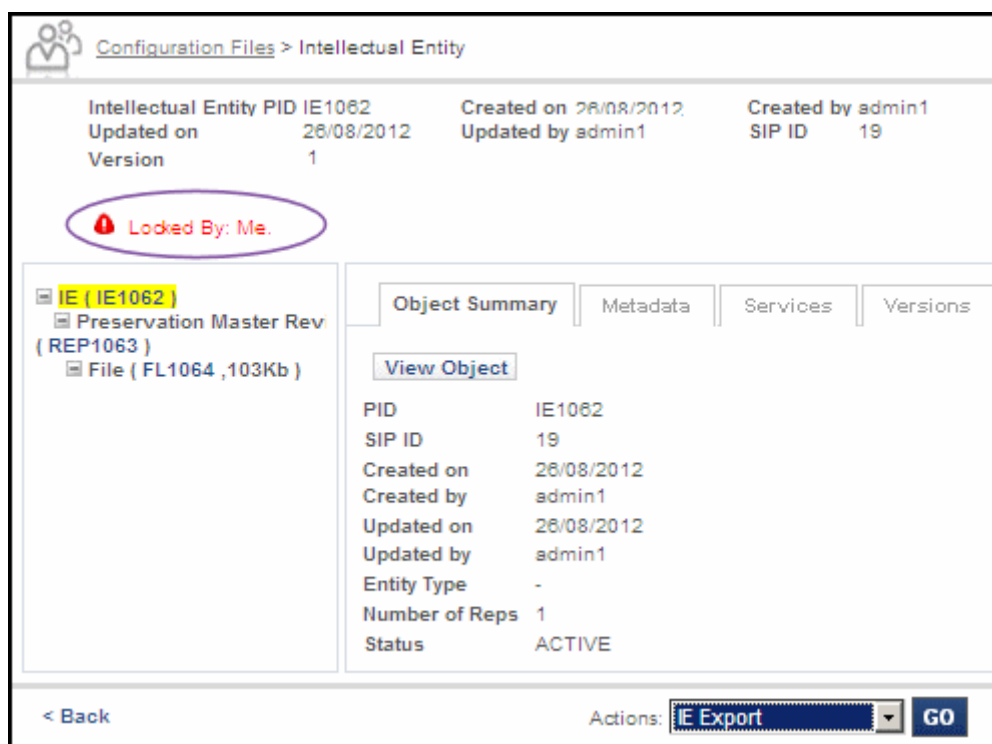 Configuration Files > Intellectual Entity
Intellectual Entity PID IE1062 Created on 26/08/2012 Created by admin1
Updated on 26/08/2012 Updated by admin1 SIP ID 19
Version 1
Locked By: Me.
IE ( IE1062 )
Preservation Master Rev
( REP1063 )
File ( FL1064 ,103Kb )
Object Summary Metadata Services Versions
View Object
PID IE1062
SIP ID 19
Created on 26/08/2012
Created by admin1
Updated on 26/08/2012
Updated by admin1
Entity Type -
Number of Reps 1
Status ACTIVE
< Back Actions: IE Export GO